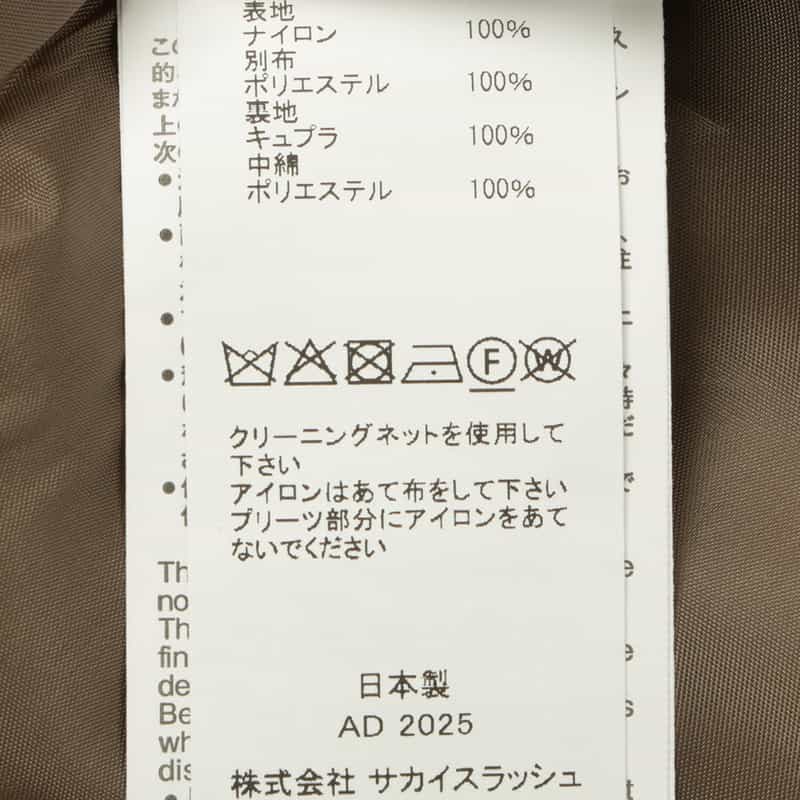 表地
ナイロン 100%
別布
ポリエステル 100%
裏地
キュプラ 100%
中綿
ポリエステル 100%
F
W
クリーニングネットを使用して
下さい
アイロンはあて布をして下さい
プリーツ部分にアイロンをあて
ないでください
日本製
AD 2025
株式会社 サカイスラッシュ